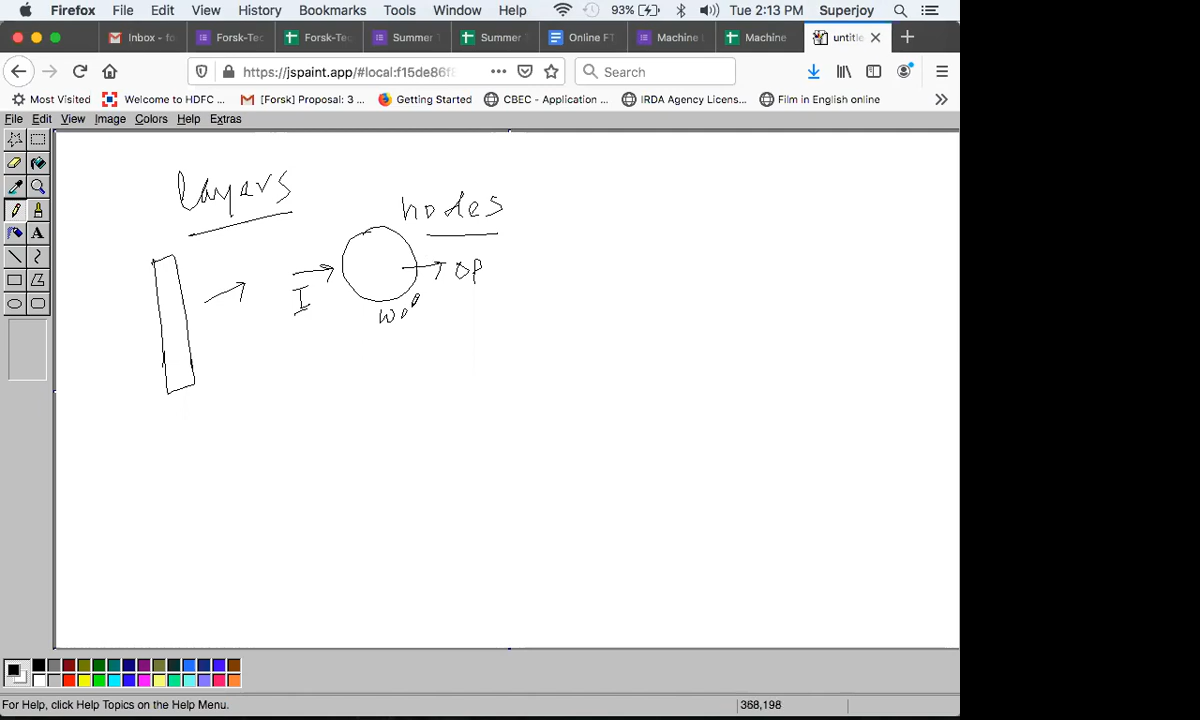 Firefox File Edit View History Bookmarks Tools Window Help 93% Tue 2:13 PM Superjoy
Inbox - fo Forsk-Tec Forsk-Tec Summer T Summer Online FT Machine L Machine untitle
https://jspaint.app/#local:f15de86f8 Search
Most Visited Welcome to HDFC ... [Forsk] Proposal: 3 ... Getting Started CBEC - Application ... IRDA Agency Licens... Film in English online
File Edit View Image Colors Help Extras
layers
nodes
I
OP
For Help, click Help Topics on the Help Menu. 368,198